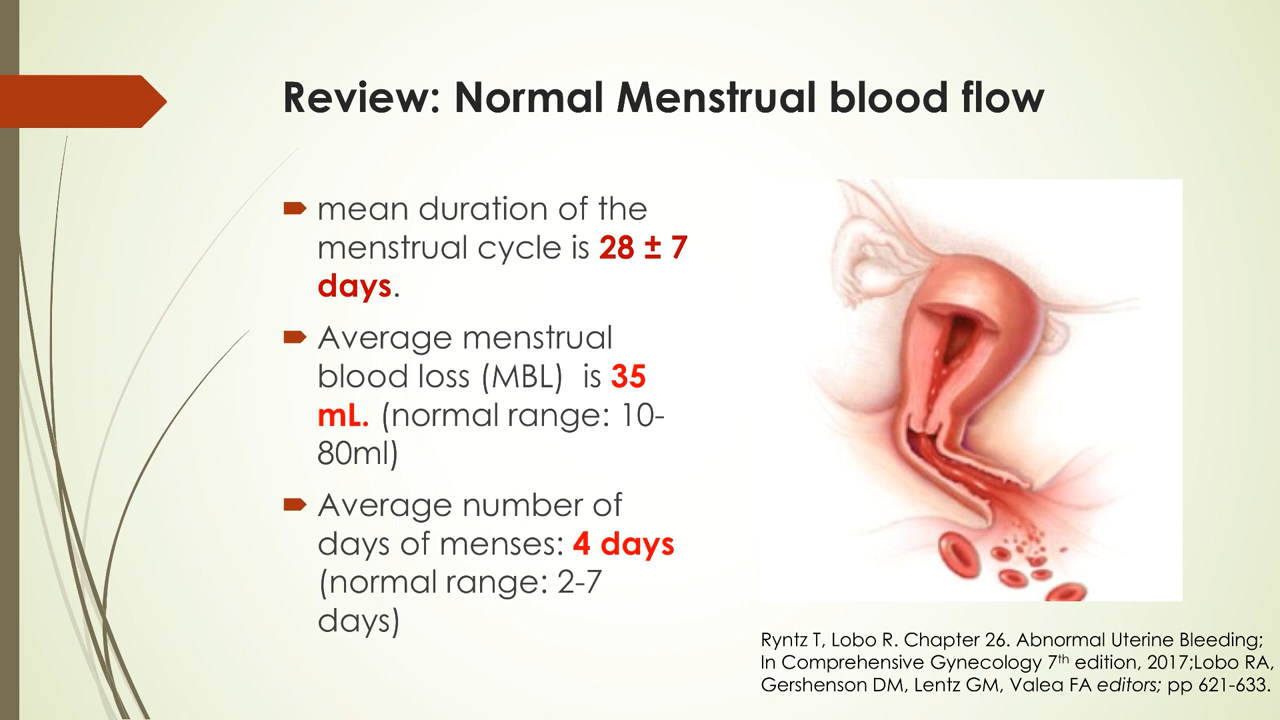 Review: Normal Menstrual blood flow
mean duration of the
menstrual cycle is 28 ± 7
days.
Average menstrual
blood loss (MBL)  is 35
mL. (normal range: 10-
80ml)
Average number of
days of menses: 4 days
(normal range: 2-7
days)
Ryntz T, Lobo R. Chapter 26. Abnormal Uterine Bleeding;
In Comprehensive Gynecology 7th edition, 2017;Lobo RA,
Gershenson DM, Lentz GM, Valea FA editors; pp 621-633.